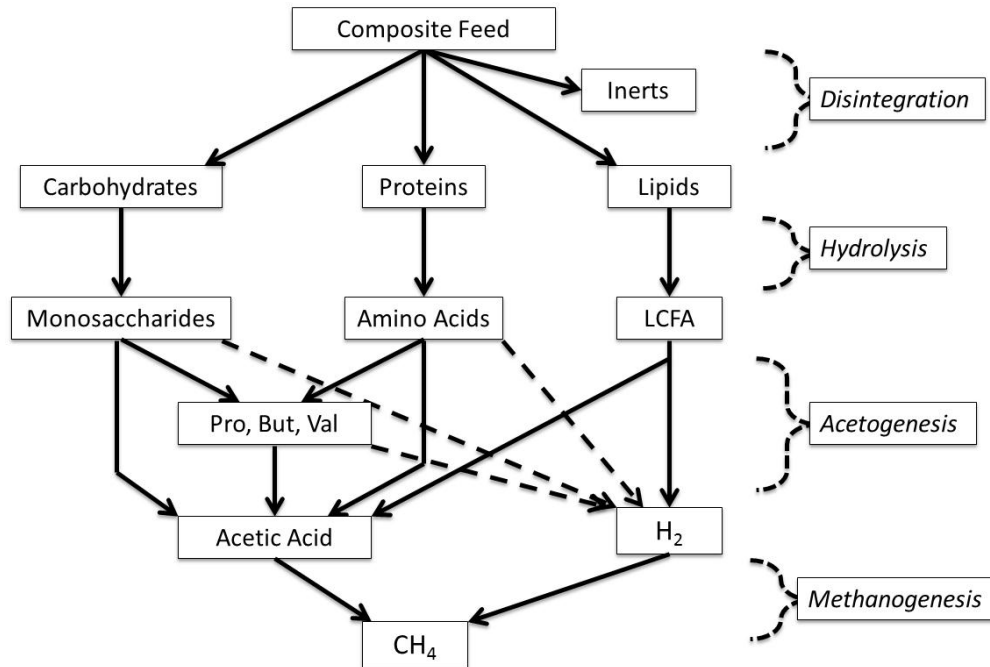 Composite Feed
Inerts
Disintegration
Carbohydrates
Proteins
Lipids
Hydrolysis
Monosaccharides
Amino Acids
LCFA
Pro, But, Val
Acetogenesis
Acetic Acid
H₂
Methanogenesis
CH₄